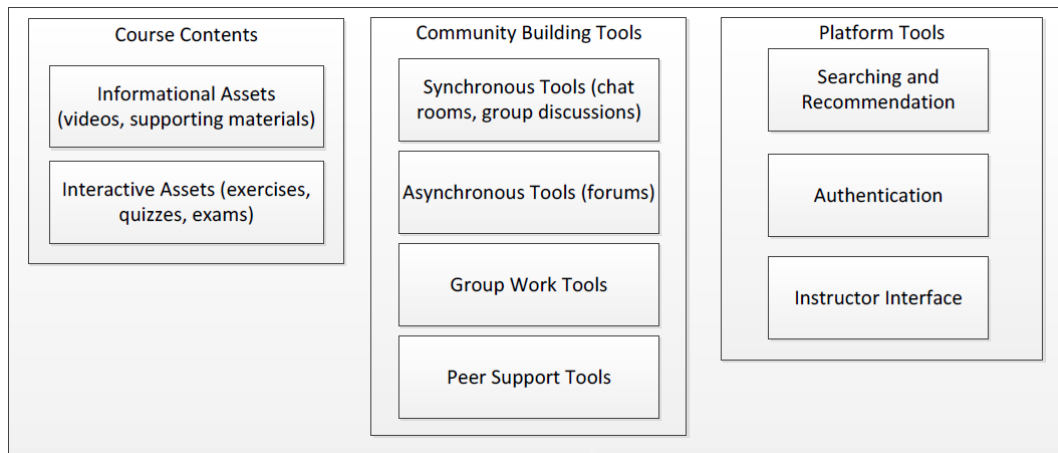 Course Contents
Informational Assets
(videos, supporting materials)
Interactive Assets (exercises,
quizzes, exams)
Community Building Tools
Synchronous Tools (chat
rooms, group discussions)
Asynchronous Tools (forums)
Group Work Tools
Peer Support Tools
Platform Tools
Searching and
Recommendation
Authentication
Instructor Interface